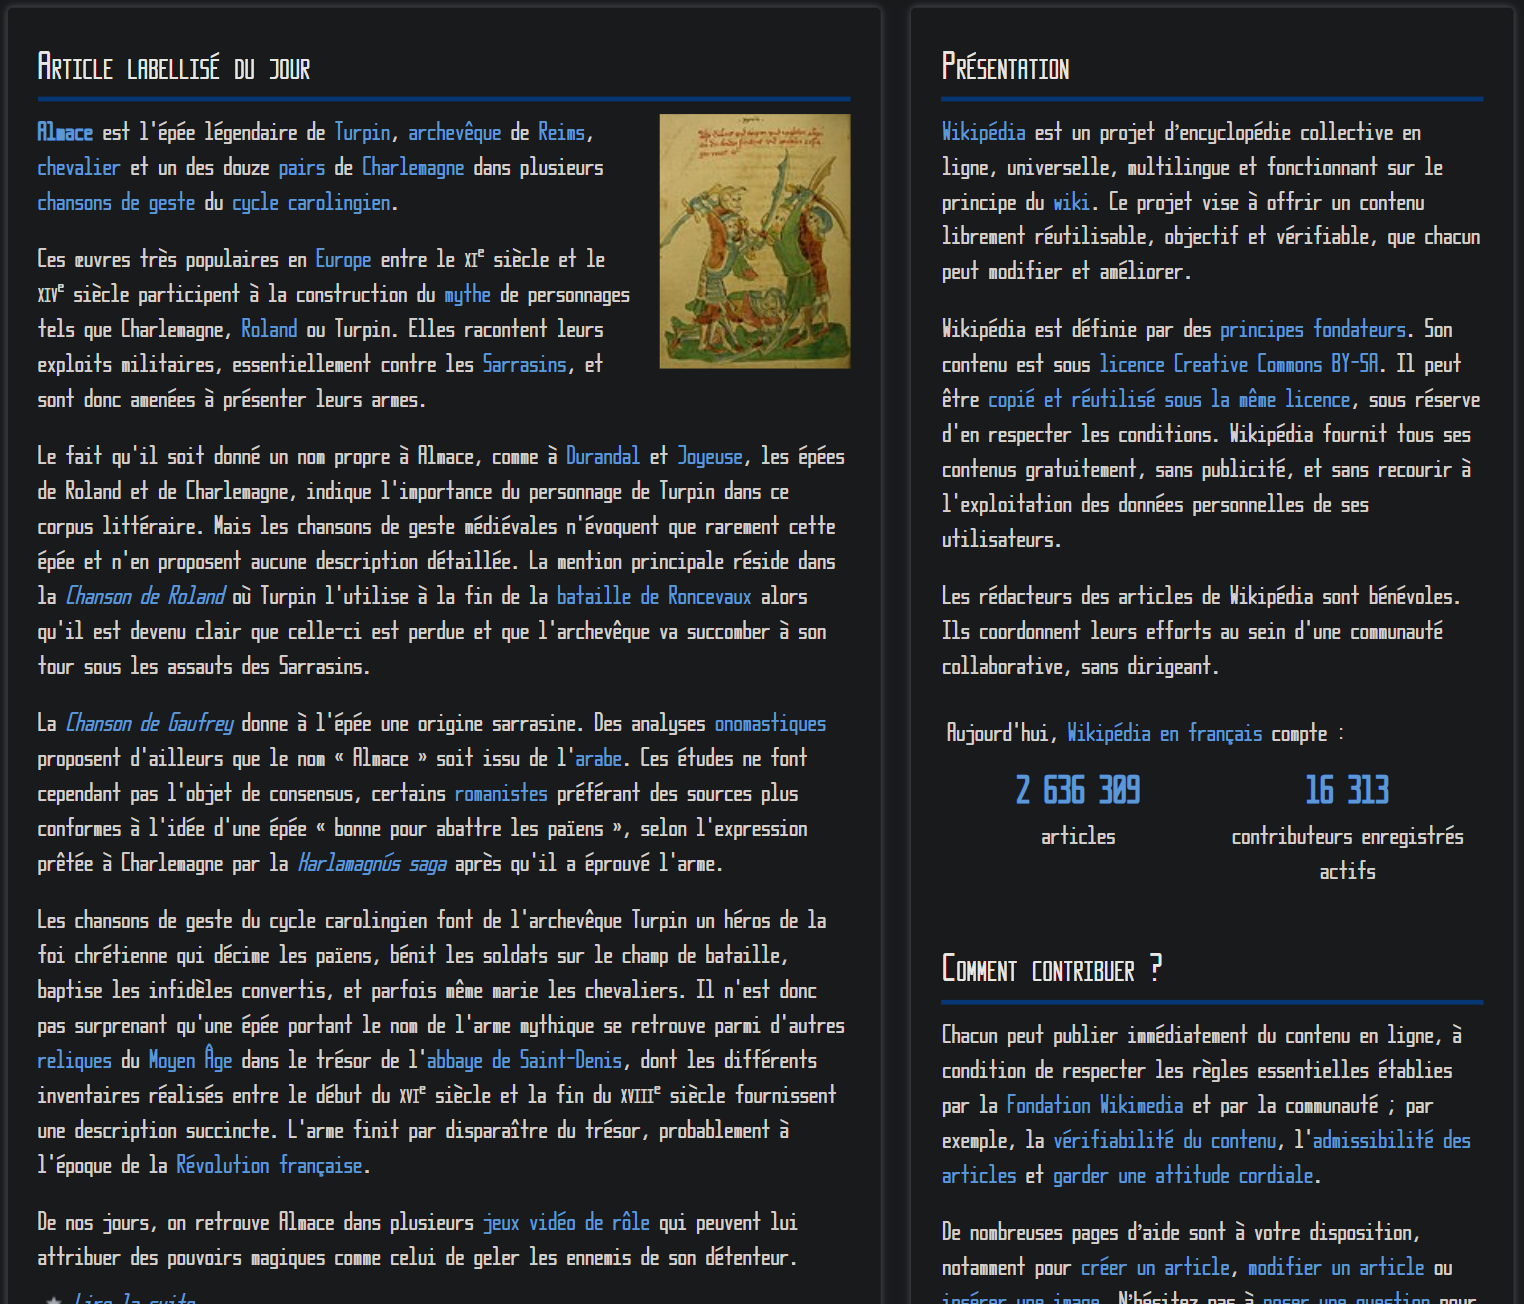 Article labellisé du jour
Almace est l'épée légendaire de Turpin, archevêque de Reims,
chevalier et un des douze pairs de Charlemagne dans plusieurs
chansons de geste du cycle carolingien.
Ces œuvres très populaires en Europe entre le XIe siècle et le
XIVe siècle participent à la construction du mythe de personnages
tels que Charlemagne, Roland ou Turpin. Elles racontent leurs
exploits militaires, essentiellement contre les Sarrasins, et
sont donc amenées à présenter leurs armes.
Le fait qu'il soit donné un nom propre à Almace, comme à Durandal et Joyeuse, les épées
de Roland et de Charlemagne, indique l'importance du personnage de Turpin dans ce
corpus littéraire. Mais les chansons de geste médiévales n'évoquent que rarement cette
épée et n'en proposent aucune description détaillée. La mention principale réside dans
la Chanson de Roland où Turpin l'utilise à la fin de la bataille de Roncevaux alors
qu'il est devenu clair que celle-ci est perdue et que l'archevêque va succomber à son
tour sous les assauts des Sarrasins.
La Chanson de Gaufrey donne à l'épée une origine sarrasine. Des analyses onomastiques
proposent d'ailleurs que le nom « Almace » soit issu de l'arabe. Ces études ne font
cependant pas l'objet de consensus, certains romanistes préférant des sources plus
conformes à l'idée d'une épée « bonne pour abattre les païens », selon l'expression
prêtée à Charlemagne par la Karlamagnús saga après qu'il a éprouvé l'arme.
Les chansons de geste du cycle carolingien font de l'archevêque Turpin un héros de la
foi chrétienne qui décime les païens, bénit les soldats sur le champ de bataille,
baptise les infidèles convertis, et parfois même marie les chevaliers. Il n'est donc
pas surprenant qu'une épée portant le nom de l'arme mythique se retrouve parmi d'autres
reliques du Moyen Âge dans le trésor de l'abbaye de Saint-Denis, dont les différents
inventaires réalisés entre le début du XVIe siècle et la fin du XVIIIe siècle fournissent
une description succincte. L'arme finit par disparaître du trésor, probablement à
l'époque de la Révolution française.
De nos jours, on retrouve Almace dans plusieurs jeux vidéo de rôle qui peuvent lui
attribuer des pouvoirs magiques comme celui de geler les ennemis de son détenteur.
Lire la suite
Présentation
Wikipédia est un projet d’encyclopédie collective en
ligne, universelle, multilingue et fonctionnant sur le
principe du wiki. Ce projet vise à offrir un contenu
librement réutilisable, objectif et vérifiable, que chacun
peut modifier et améliorer.
Wikipédia est définie par des principes fondateurs. Son
contenu est sous licence Creative Commons BY-SA. Il peut
être copié et réutilisé sous la même licence, sous réserve
d'en respecter les conditions. Wikipédia fournit tous ses
contenus gratuitement, sans publicité, et sans recourir à
l'exploitation des données personnelles de ses
utilisateurs.
Les rédacteurs des articles de Wikipédia sont bénévoles.
Ils coordonnent leurs efforts au sein d'une communauté
collaborative, sans dirigeant.
Aujourd'hui, Wikipédia en français compte :
2 636 309
articles
16 313
contributeurs enregistrés
actifs
Comment contribuer ?
Chacun peut publier immédiatement du contenu en ligne, à
condition de respecter les règles essentielles établies
par la Fondation Wikimedia et par la communauté ; par
exemple, la vérifiabilité du contenu, l'admissibilité des
articles et garder une attitude cordiale.
De nombreuses pages d’aide sont à votre disposition,
notamment pour créer un article, modifier un article ou
insérer une image. N’hésitez pas à poser une question pour